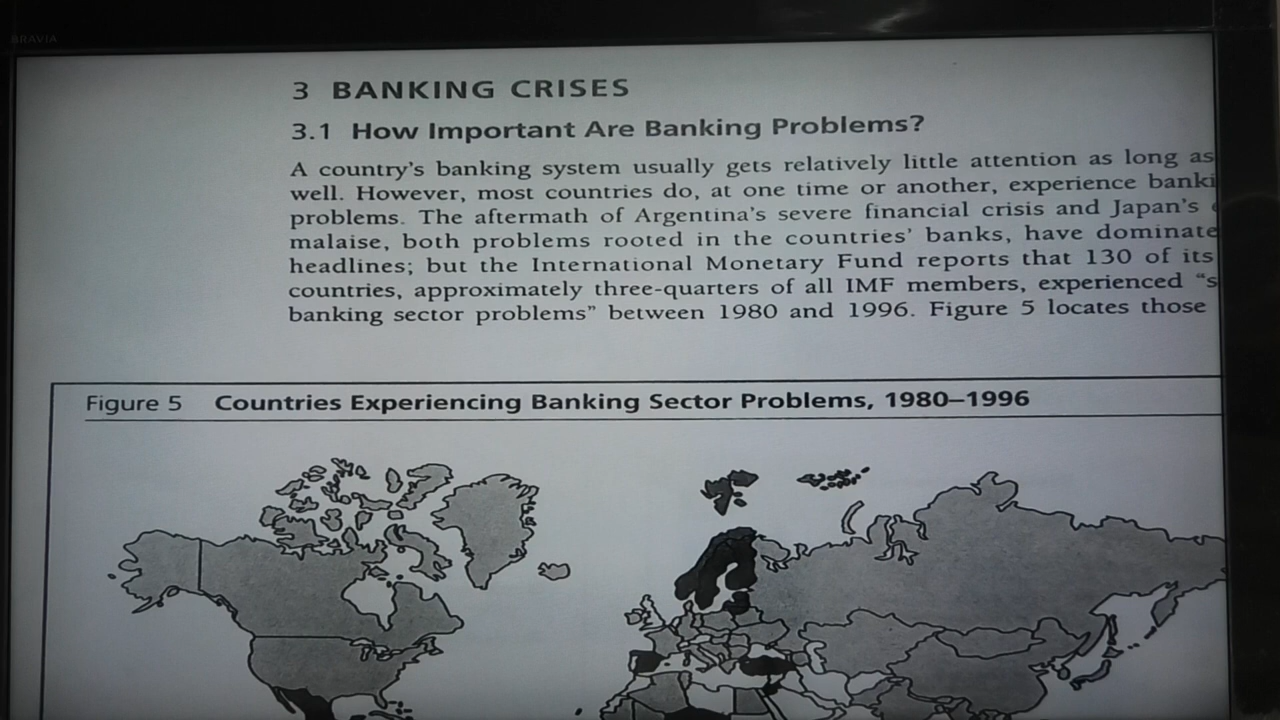 BRAVIA
3 BANKING CRISES
3.1 How Important Are Banking Problems?
A country's banking system usually gets relatively little attention as long as
well. However, most countries do, at one time or another, experience banki
problems. The aftermath of Argentina's severe financial crisis and Japan's
malaise, both problems rooted in the countries' banks, have dominate
headlines; but the International Monetary Fund reports that 130 of its
countries, approximately three-quarters of all IMF members, experienced “s
banking sector problems” between 1980 and 1996. Figure 5 locates those
Figure 5 Countries Experiencing Banking Sector Problems, 1980–1996